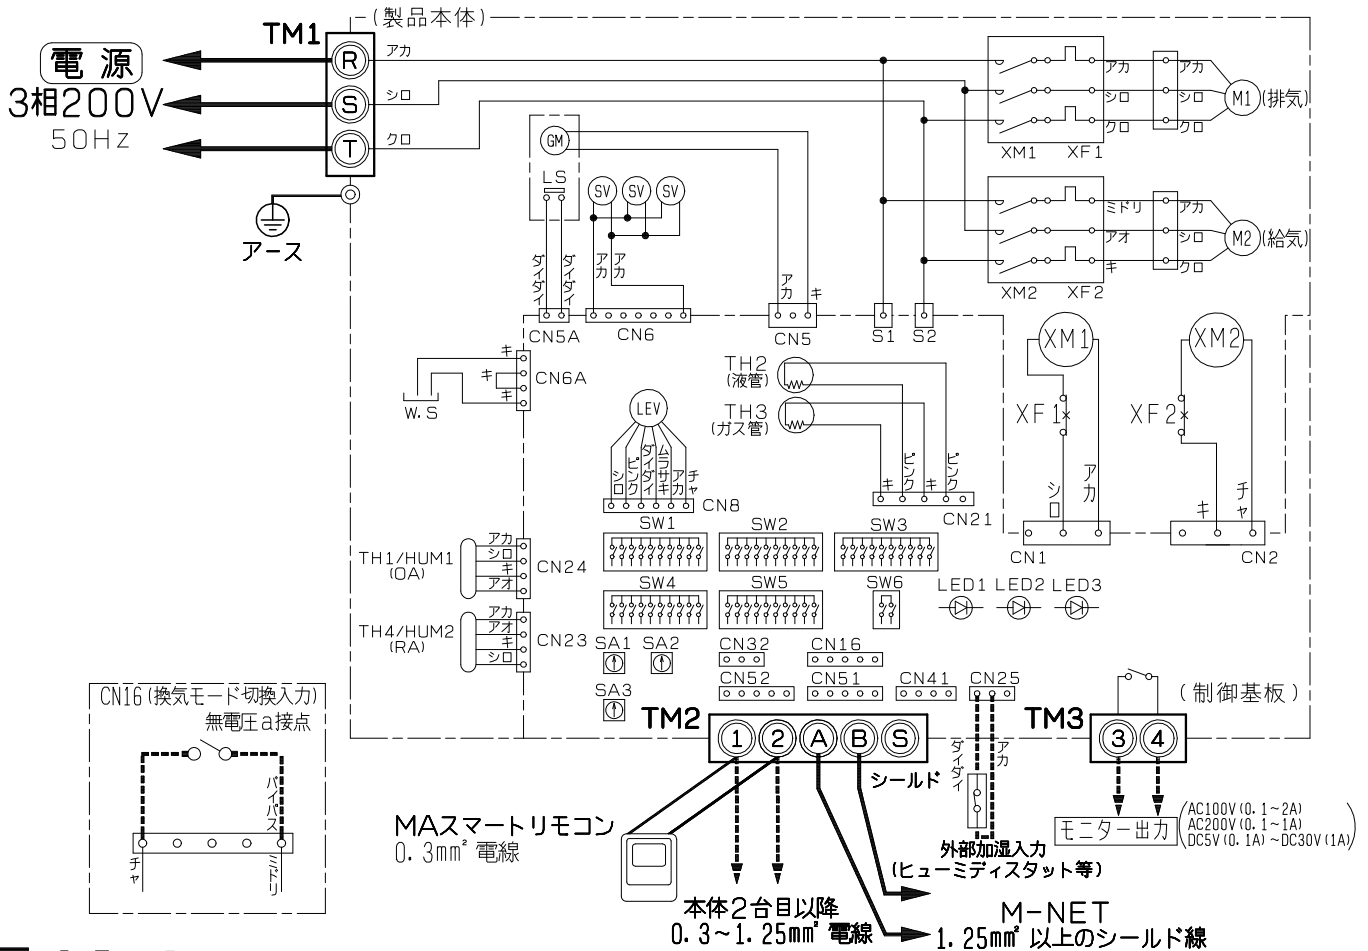 (製品本体)
TM1
電源
3相200V
50Hz
R
S
T
アカ
シロ
クロ
アース
GM
LS
SV SV SV
ダイダイ ダイダイ
アカ アカ
CN5A
CN6
アカ
キ
CN5
S1
S2
アカ シロ クロ
アカ シロ クロ
M1 (排気)
XM1 XF1
ミドリ アオ キ
アカ シロ クロ
M2 (給気)
XM2 XF2
キ
キ
キ
CN6A
W.S
LEV
シロ ピンク ダイダイ ムラサキ アカ チャ
CN8
TH2
(液管)
TH3
(ガス管)
キ ピンク キ ピンク
CN21
XM1
XF1
シロ
アカ
CN1
XM2
XF2
キ
チャ
CN2
TH1/HUM1
(OA)
アカ
シロ
キ
アオ
CN24
TH4/HUM2
(RA)
アカ
アオ
キ
シロ
CN23
SW1 SW2 SW3
SW4 SW5 SW6
LED1 LED2 LED3
SA1 SA2
SA3
CN32 CN16
CN52 CN51 CN41 CN25
(制御基板)
TM2
1 2 A B S
シールド
TM3
3 4
ダイダイ
アカ
外部加湿入力
(ヒューミディスタット等)
モニター出力
AC100V(0.1~2A)
AC200V(0.1~1A)
DC5V(0.1A)~DC30V(1A)
MAスマートリモコン
0.3mm² 電線
本体2台目以降
0.3~1.25mm² 電線
M-NET
1.25mm² 以上のシールド線
CN16(換気モード切換入力)
無電圧a接点
バイパス
チャ
ミドリ